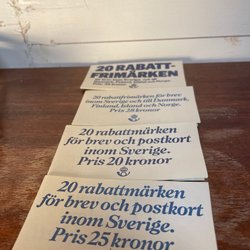 20 RABATT-
FRIMÄRKEN
20 rabattfrimärken för brev
inom Sverige och till Danmark,
Finland, Island och Norge.
Pris 28 kronor
20 rabattmärken
för brev och postkort
inom Sverige.
Pris 20 kronor
20 rabattmärken
för brev och postkort
inom Sverige.
Pris 25 kronor